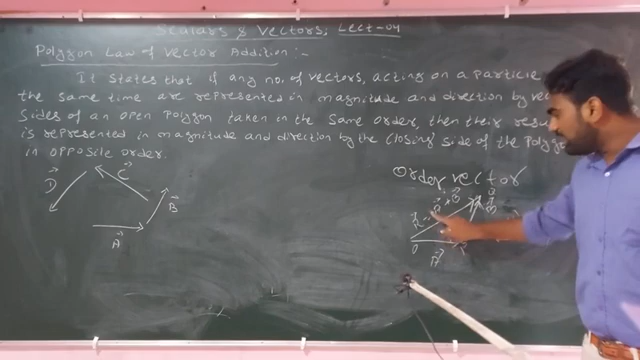 Scalars & Vectors, Lect-04
Polygon Law of Vector Addition :-
It states that if any no. of vectors, acting on a particle
the same time are represented in magnitude and direction by
sides of an open polygon taken in the same order, then their
is represented in magnitude and direction by the closing side of the Polyg
in opposite order.
Order vector
D⃗
C⃗
B⃗
A⃗
O
A⃗